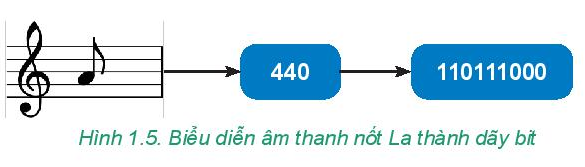 440
110111000
Hình 1.5. Biểu diễn âm thanh nốt La thành dãy bit